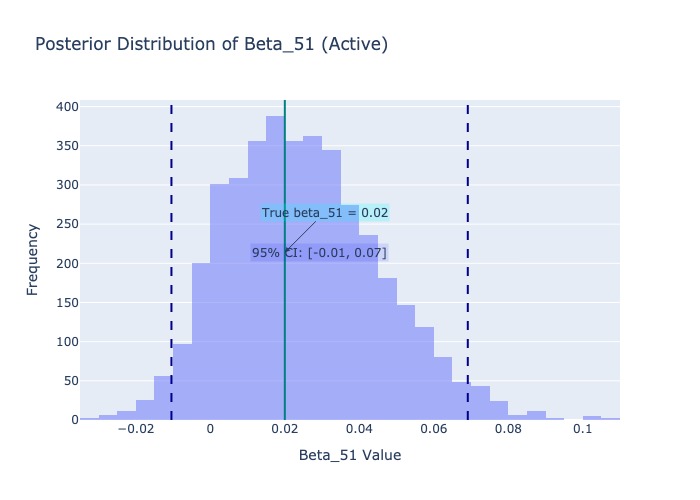 Posterior Distribution of Beta_51 (Active)
400
350
300
250
200
150
100
50
0
Frequency
True beta_51 = 0.02
95% CI: [-0.01, 0.07]
−0.02 0 0.02 0.04 0.06 0.08 0.1
Beta_51 Value